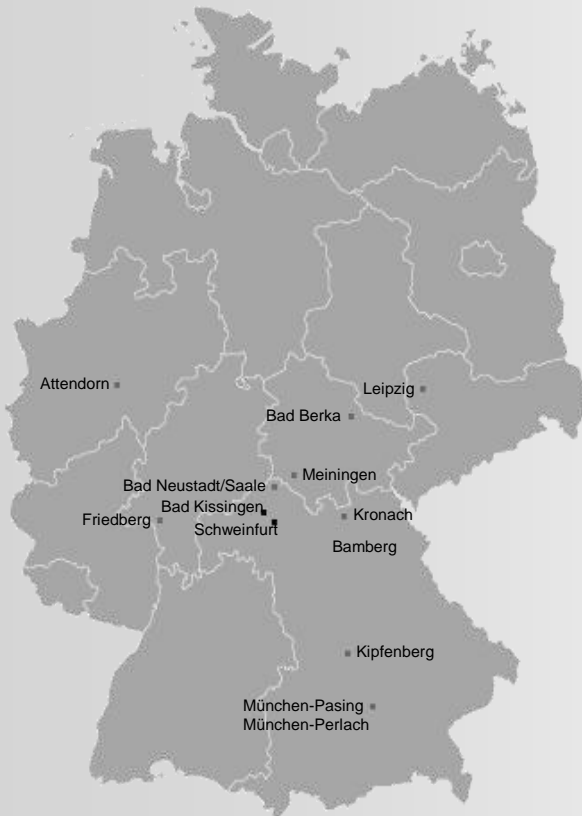 Attendorn
Leipzig
Bad Berka
Meiningen
Bad Neustadt/Saale
Bad Kissingen
Friedberg
Schweinfurt
Kronach
Bamberg
Kipfenberg
München-Pasing
München-Perlach